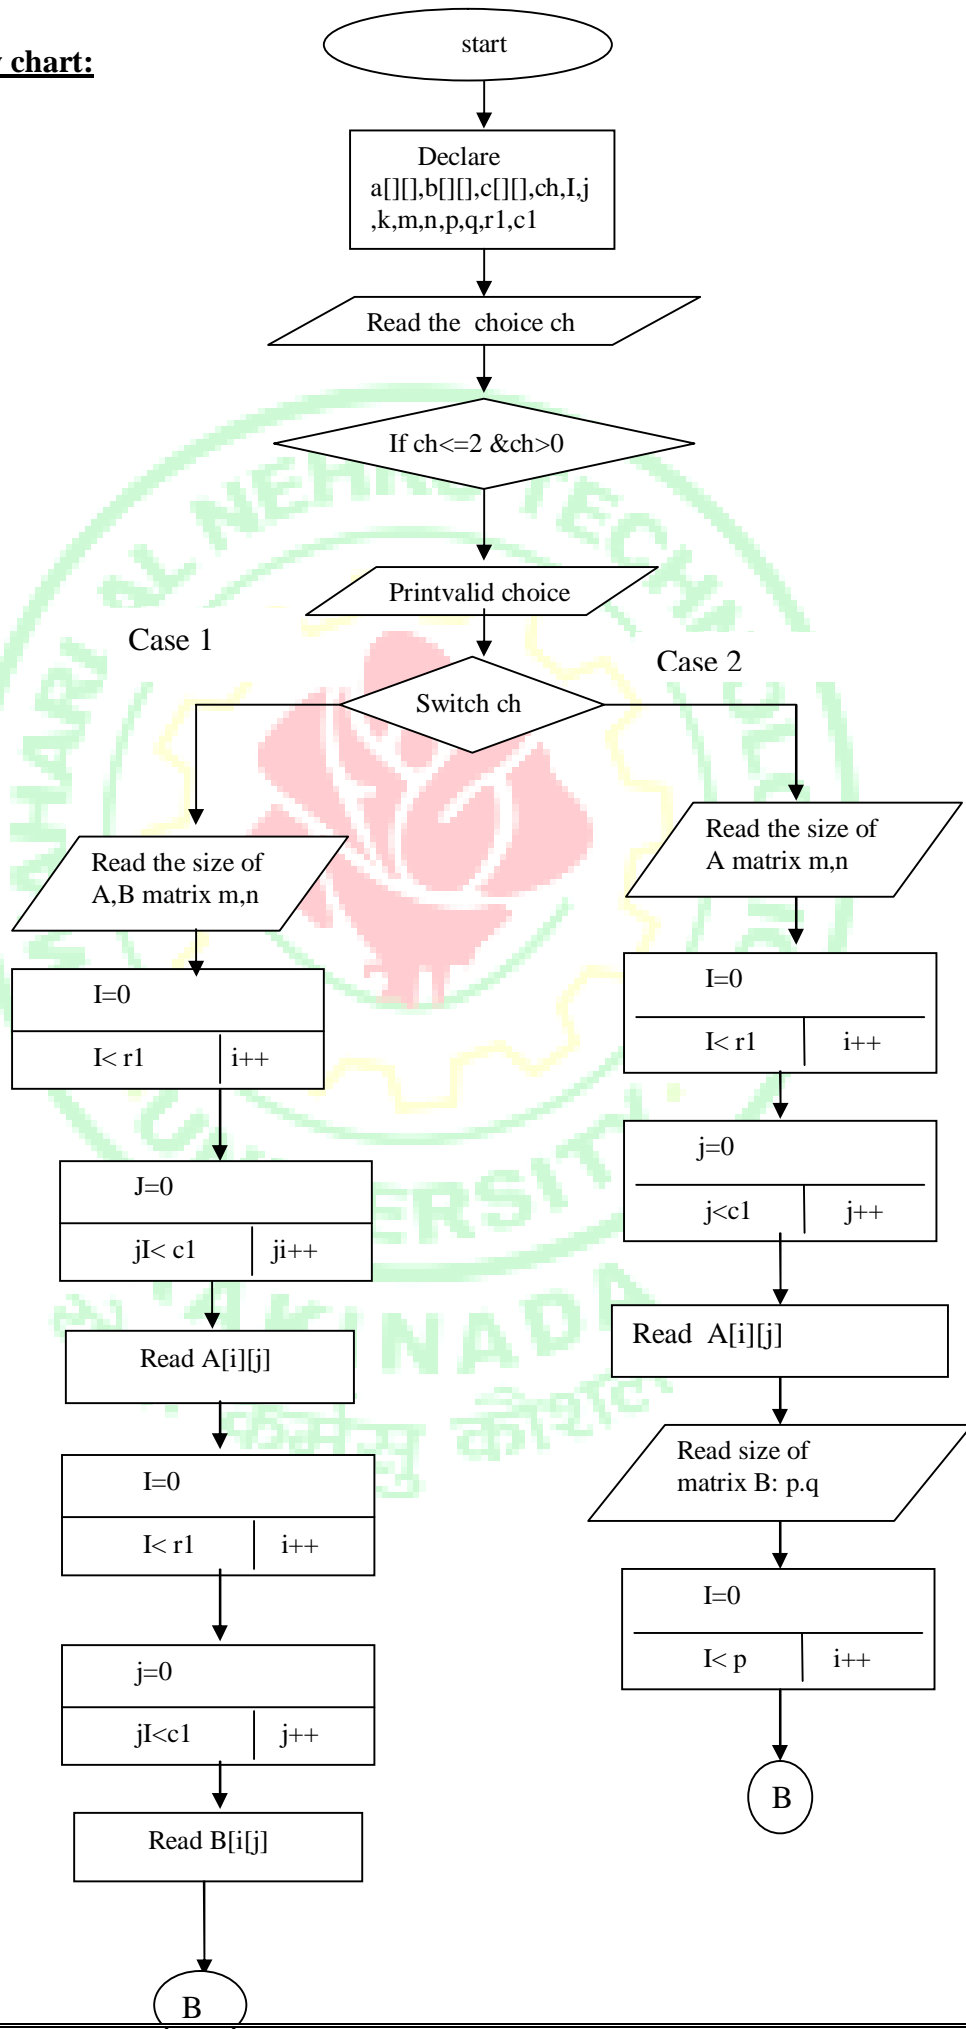 chart:
start
Declare
a[][],b[][],c[][],ch,I,j
,k,m,n,p,q,r1,c1
Read the choice ch
If ch<=2 &ch>0
Printvalid choice
Case 1
Case 2
Switch ch
Read the size of
A,B matrix m,n
I=0
I< r1
i++
J=0
jI< c1
ji++
Read A[i][j]
I=0
I< r1
i++
j=0
jI<c1
j++
Read B[i[j]
B
Read the size of
A matrix m,n
I=0
I< r1
i++
j=0
j<c1
j++
Read A[i][j]
Read size of
matrix B: p.q
I=0
I< p
i++
B